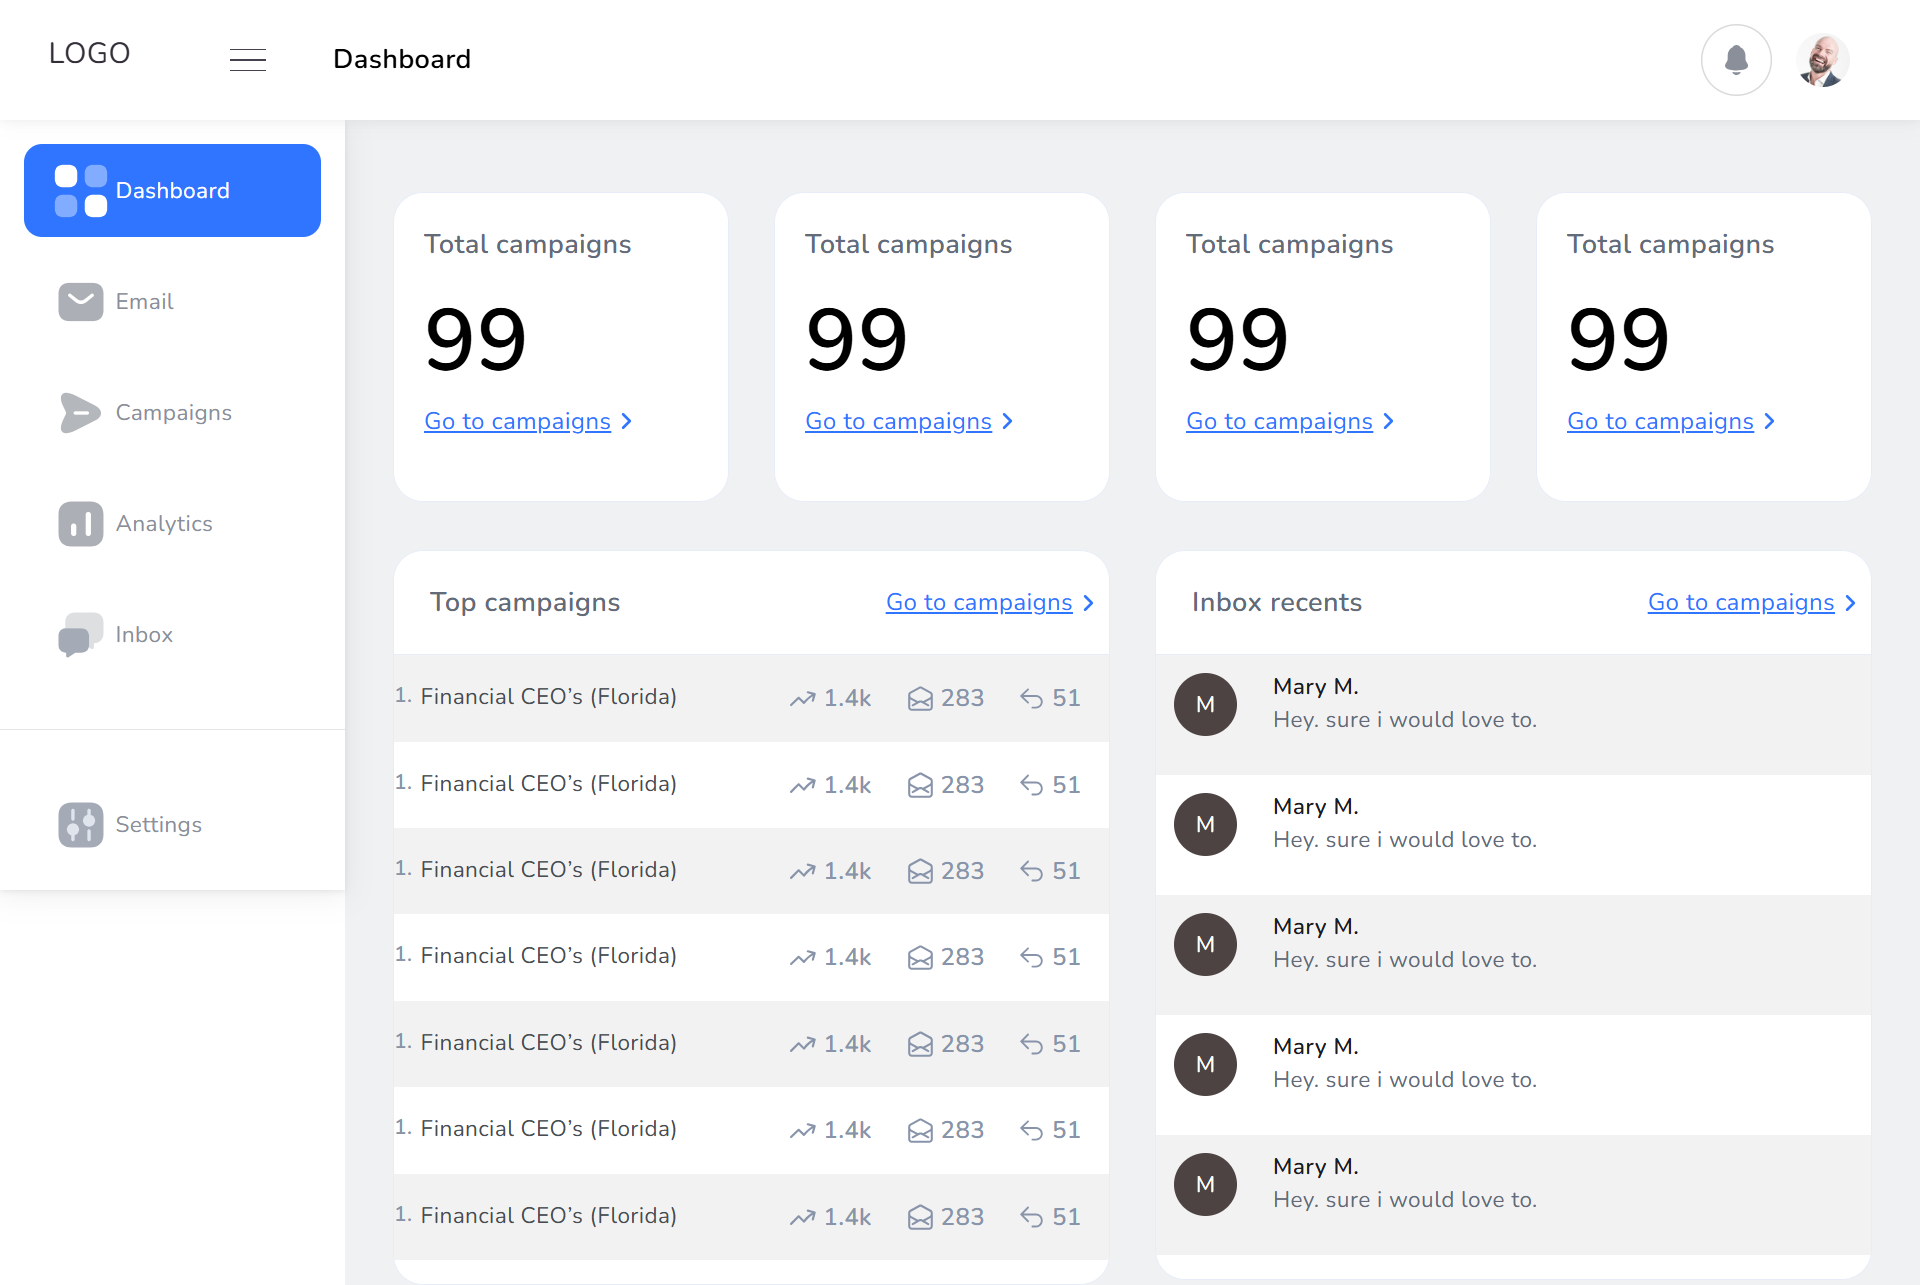 LOGO
Dashboard
Dashboard
Email
Campaigns
Analytics
Inbox
Settings
Total campaigns
99
Go to campaigns
Total campaigns
99
Go to campaigns
Total campaigns
99
Go to campaigns
Total campaigns
99
Go to campaigns
Top campaigns Go to campaigns
1. Financial CEO’s (Florida) 1.4k 283 51
1. Financial CEO’s (Florida) 1.4k 283 51
1. Financial CEO’s (Florida) 1.4k 283 51
1. Financial CEO’s (Florida) 1.4k 283 51
1. Financial CEO’s (Florida) 1.4k 283 51
1. Financial CEO’s (Florida) 1.4k 283 51
1. Financial CEO’s (Florida) 1.4k 283 51
Inbox recents Go to campaigns
M
Mary M.
Hey. sure i would love to.
M
Mary M.
Hey. sure i would love to.
M
Mary M.
Hey. sure i would love to.
M
Mary M.
Hey. sure i would love to.
M
Mary M.
Hey. sure i would love to.